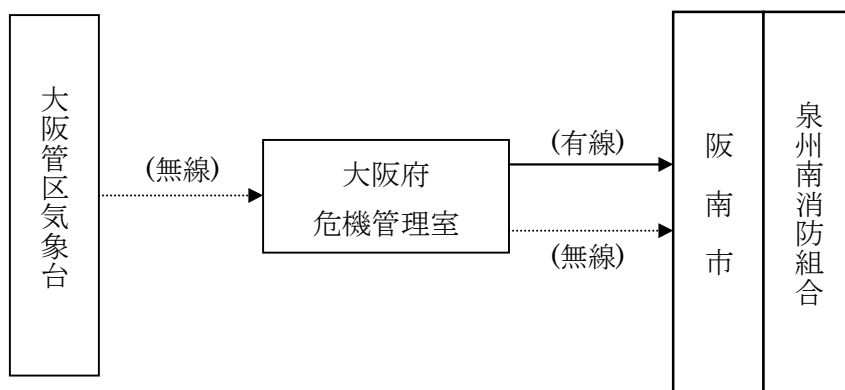 大阪管区気象台
(無線)
大阪府
危機管理室
(有線)
(無線)
阪南市
泉州南消防組合